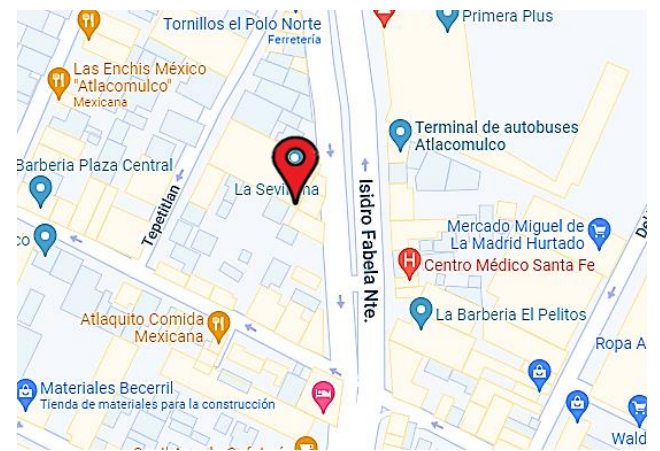 Tornillos el Polo Norte
Ferretería
Primera Plus
Las Enchis México
"Atlacomulco"
Mexicana
Terminal de autobuses
Atlacomulco
Barberia Plaza Central
La Sevi
na
Tepetitlan
Isidro Fabela Nte.
Mercado Miguel de
La Madrid Hurtado
Centro Médico Santa Fe
Atlaquito Comida
Mexicana
La Barberia El Pelitos
Ropa A
Materiales Becerril
Tienda de materiales para la construcción
Wald